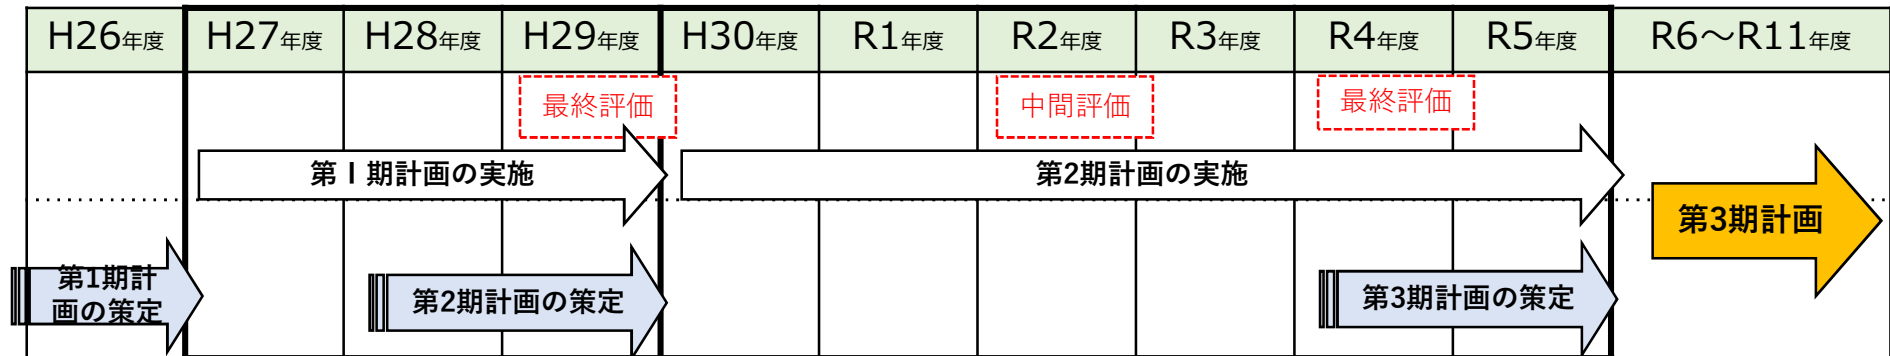 H26年度 H27年度 H28年度 H29年度 H30年度 R1年度 R2年度 R3年度 R4年度 R5年度 R6～R11年度
最終評価 中間評価 最終評価
第Ⅰ期計画の実施 第2期計画の実施
第3期計画
第1期計
画の策定
第2期計画の策定 第3期計画の策定